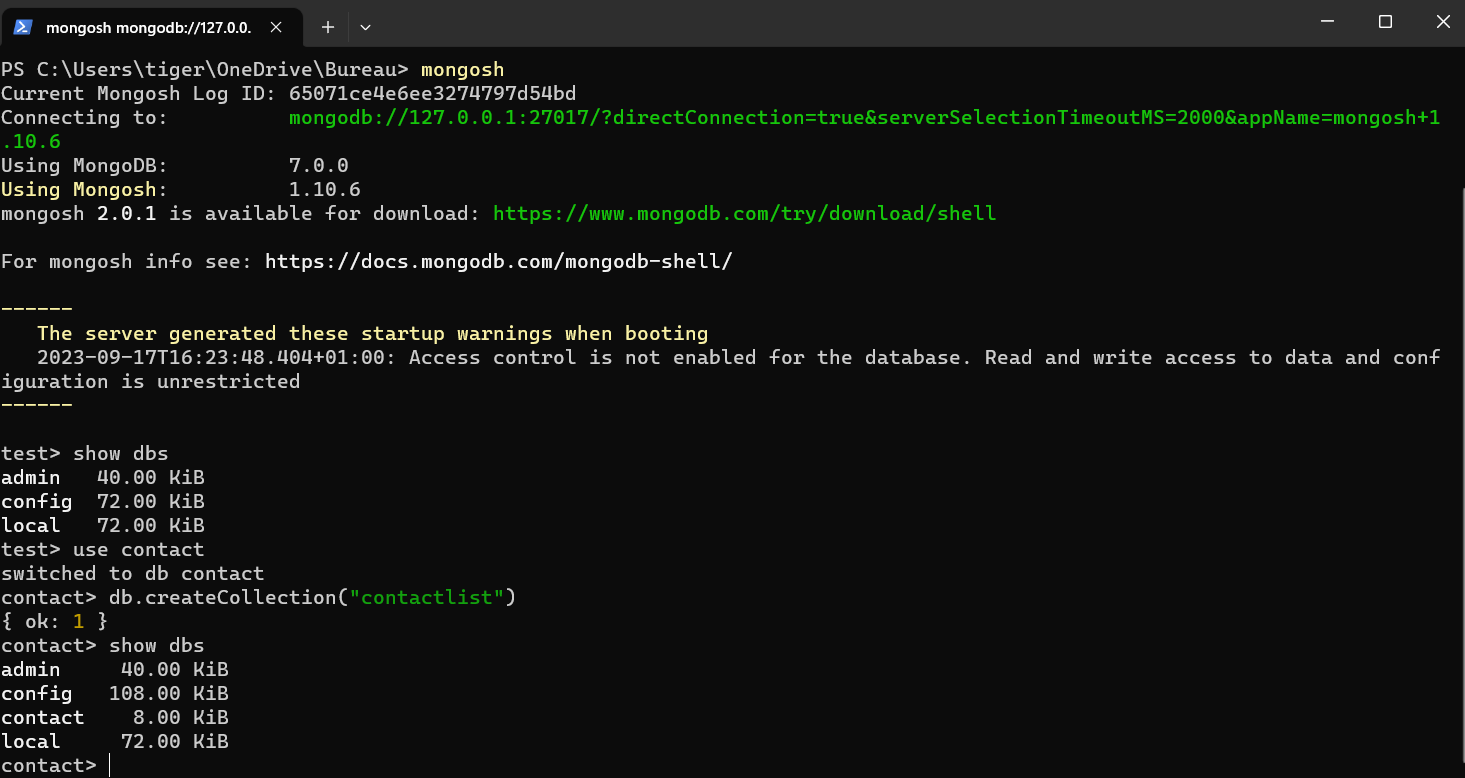 mongosh mongodb://127.0.0.
PS C:\Users\tiger\OneDrive\Bureau> mongosh
Current Mongosh Log ID: 65071ce4e6ee3274797d54bd
Connecting to:          mongodb://127.0.0.1:27017/?directConnection=true&serverSelectionTimeoutMS=2000&appName=mongosh+1
.10.6
Using MongoDB:          7.0.0
Using Mongosh:          1.10.6
mongosh 2.0.1 is available for download: https://www.mongodb.com/try/download/shell
For mongosh info see: https://docs.mongodb.com/mongodb-shell/
------
   The server generated these startup warnings when booting
   2023-09-17T16:23:48.404+01:00: Access control is not enabled for the database. Read and write access to data and conf
iguration is unrestricted
------
test> show dbs
admin   40.00 KiB
config  72.00 KiB
local   72.00 KiB
test> use contact
switched to db contact
contact> db.createCollection("contactlist")
{ ok: 1 }
contact> show dbs
admin     40.00 KiB
config   108.00 KiB
contact    8.00 KiB
local     72.00 KiB
contact>